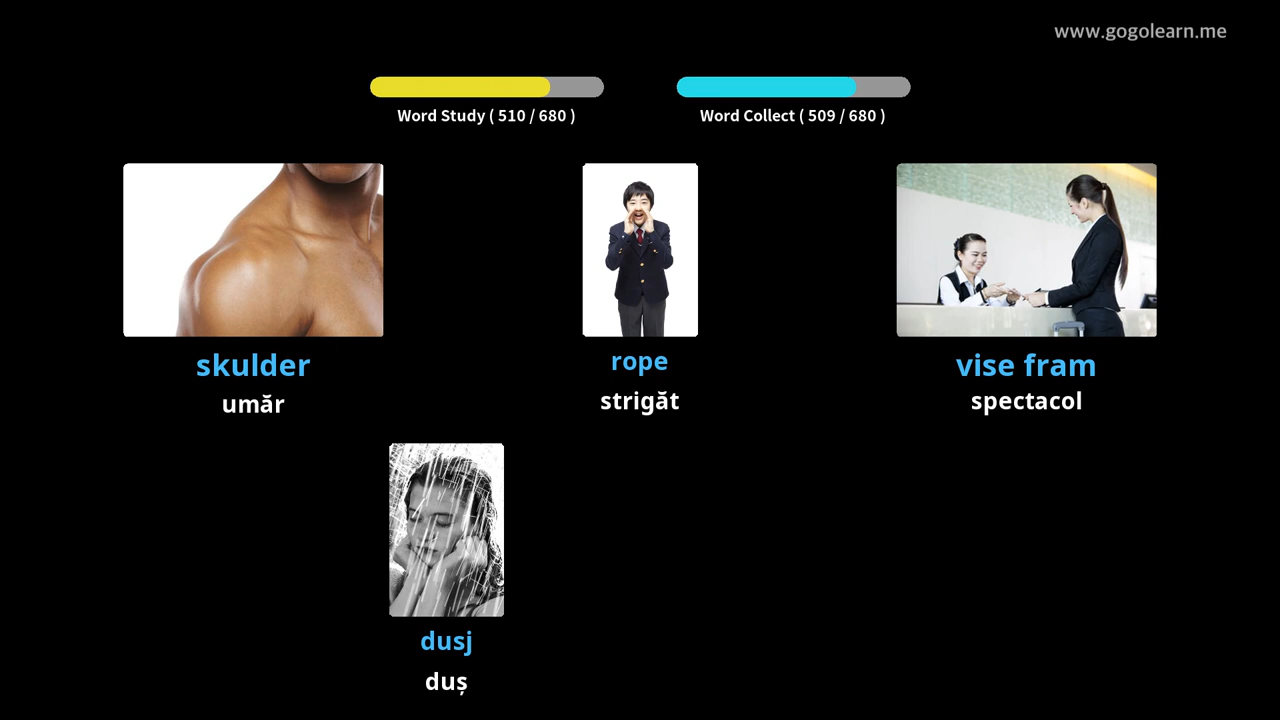 www.gogolearn.me
Word Study ( 510 / 680 )
Word Collect ( 509 / 680 )
skulder
umăr
rope
strigăt
vise fram
spectacol
dusj
duș